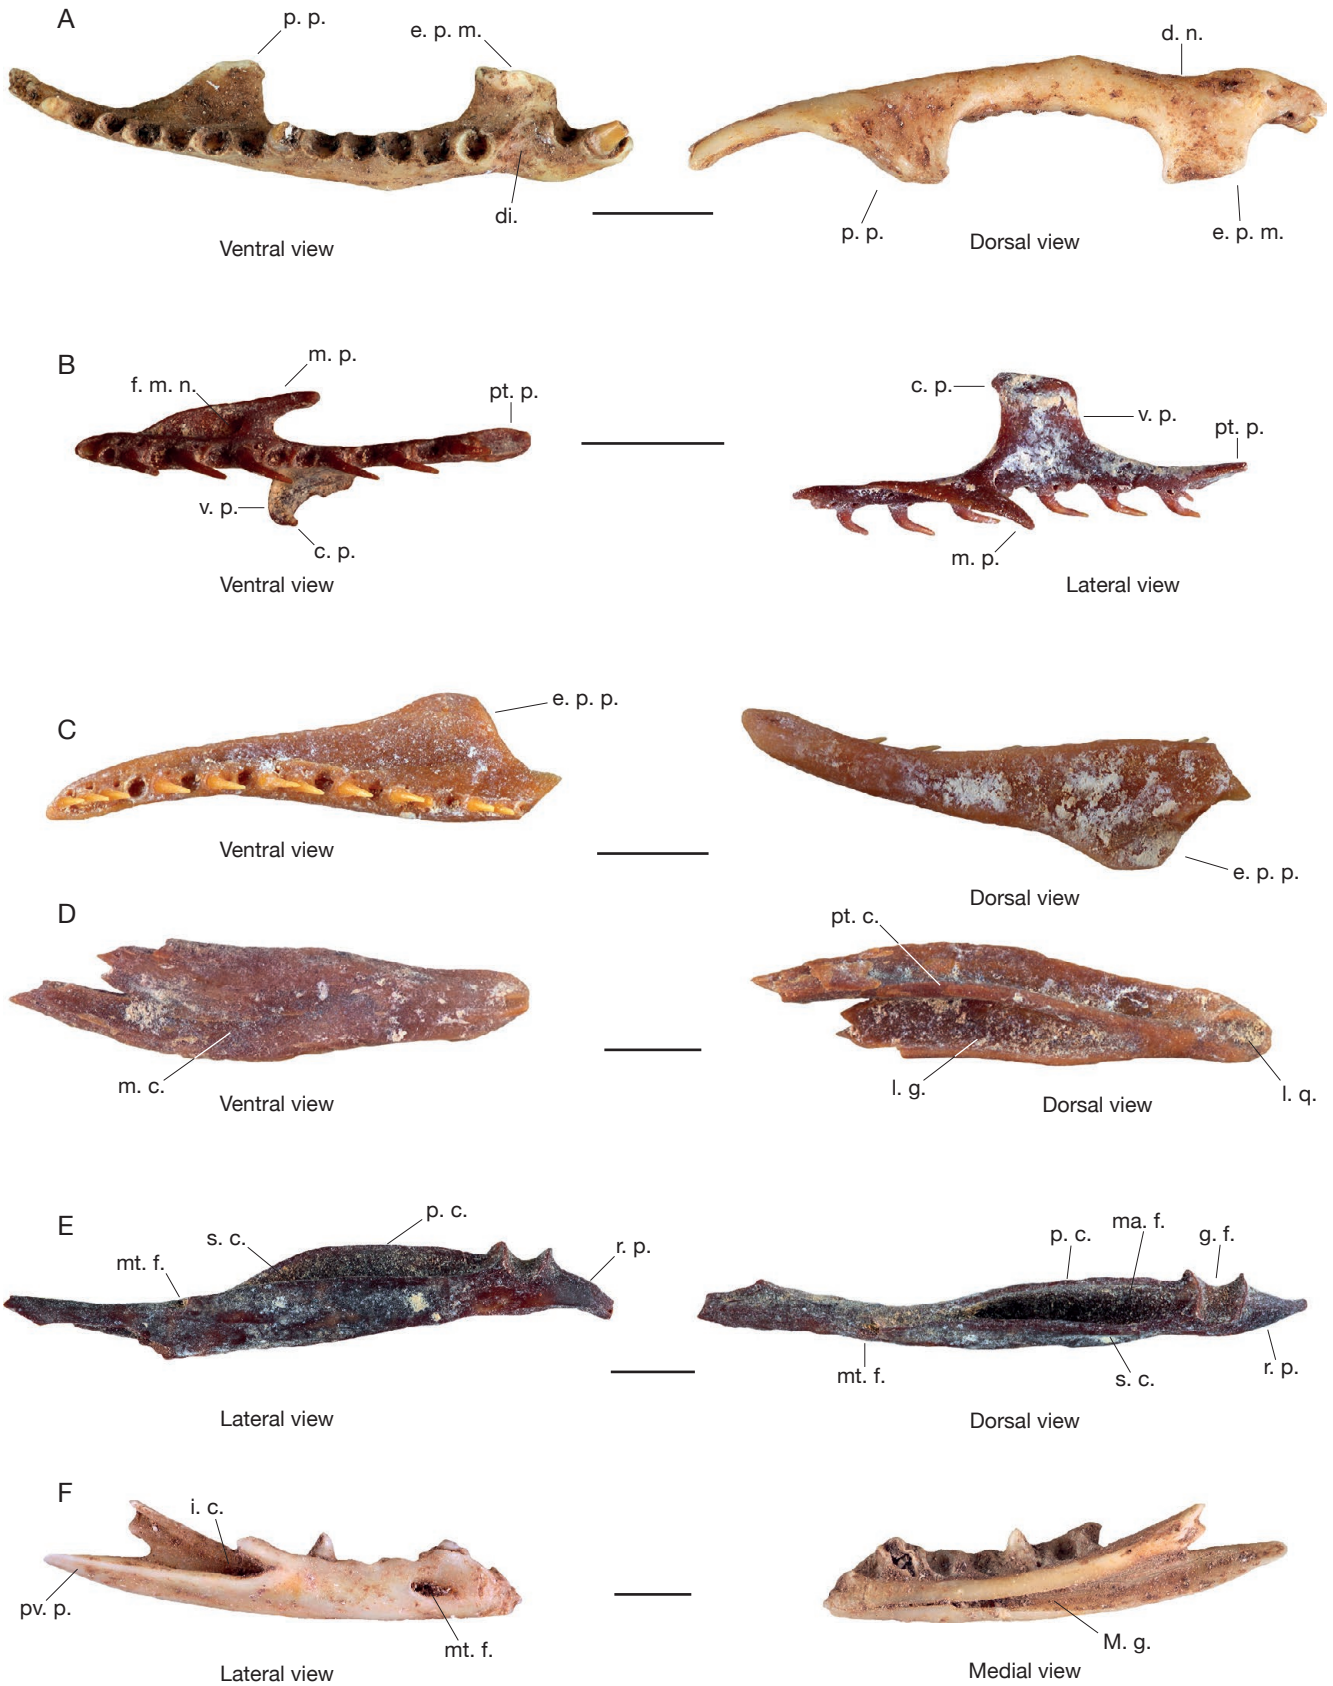 A
p. p.
e. p. m.
d. n.
di.
p. p.
e. p. m.
Ventral view
Dorsal view
B
m. p.
f. m. n.
pt. p.
v. p.
c. p.
Ventral view
c. p.
v. p.
pt. p.
m. p.
Lateral view
C
e. p. p.
Ventral view
e. p. p.
Dorsal view
D
m. c.
Ventral view
pt. c.
l. g.
l. q.
Dorsal view
E
mt. f.
s. c.
p. c.
r. p.
Lateral view
p. c.
ma. f.
g. f.
mt. f.
s. c.
r. p.
Dorsal view
F
i. c.
pv. p.
mt. f.
Lateral view
M. g.
Medial view